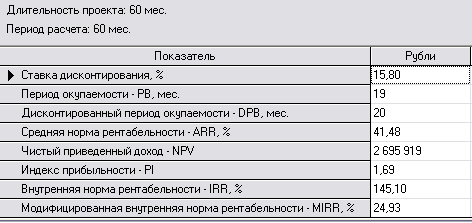 Длительность проекта: 60 мес.
Период расчета: 60 мес.
Показатель Рубли
Ставка дисконтирования, % 15,80
Период окупаемости - PB, мес. 19
Дисконтированный период окупаемости - DPB, мес. 20
Средняя норма рентабельности - ARR, % 41,48
Чистый приведенный доход - NPV 2 695 919
Индекс прибыльности - PI 1,69
Внутренняя норма рентабельности - IRR, % 145,10
Модифицированная внутренняя норма рентабельности - MIRR, % 24,93